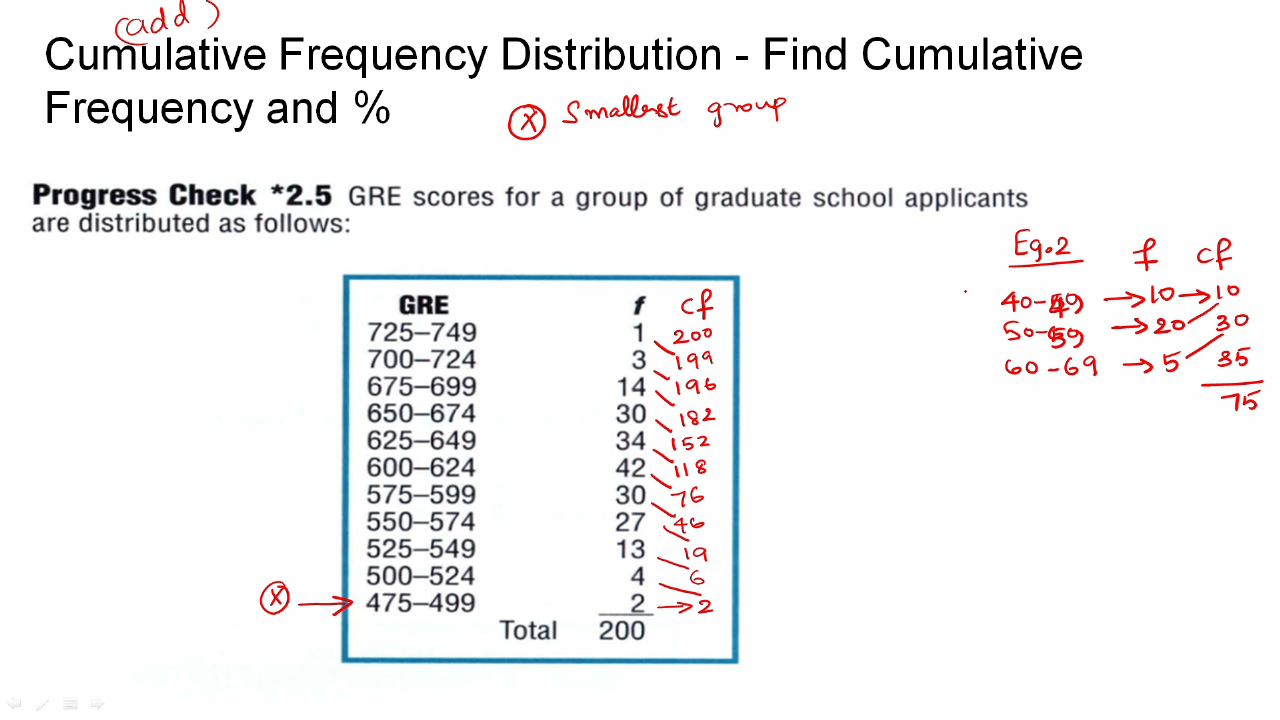 (add)
Cumulative Frequency Distribution - Find Cumulative
Frequency and %
X Smallest group
Progress Check *2.5 GRE scores for a group of graduate school applicants
are distributed as follows:
Eg.2 f cf
40-49 → 10 → 10
50-59 → 20 30
60-69 → 5 35
75
GRE f cf
725–749 1 200
700–724 3 199
675–699 14 196
650–674 30 182
625–649 34 152
600–624 42 118
575–599 30 76
550–574 27 46
525–549 13 19
500–524 4 6
X → 475–499 2 → 2
Total 200